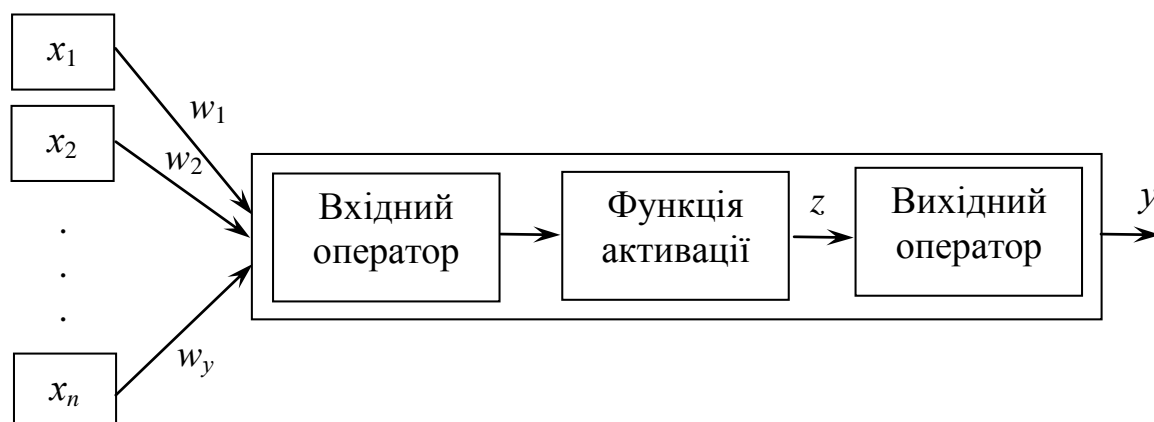 x1
w1
x2
w2
.
.
.
xn
wy
Вхідний
оператор
Функція
активації
z
Вихідний
оператор
y